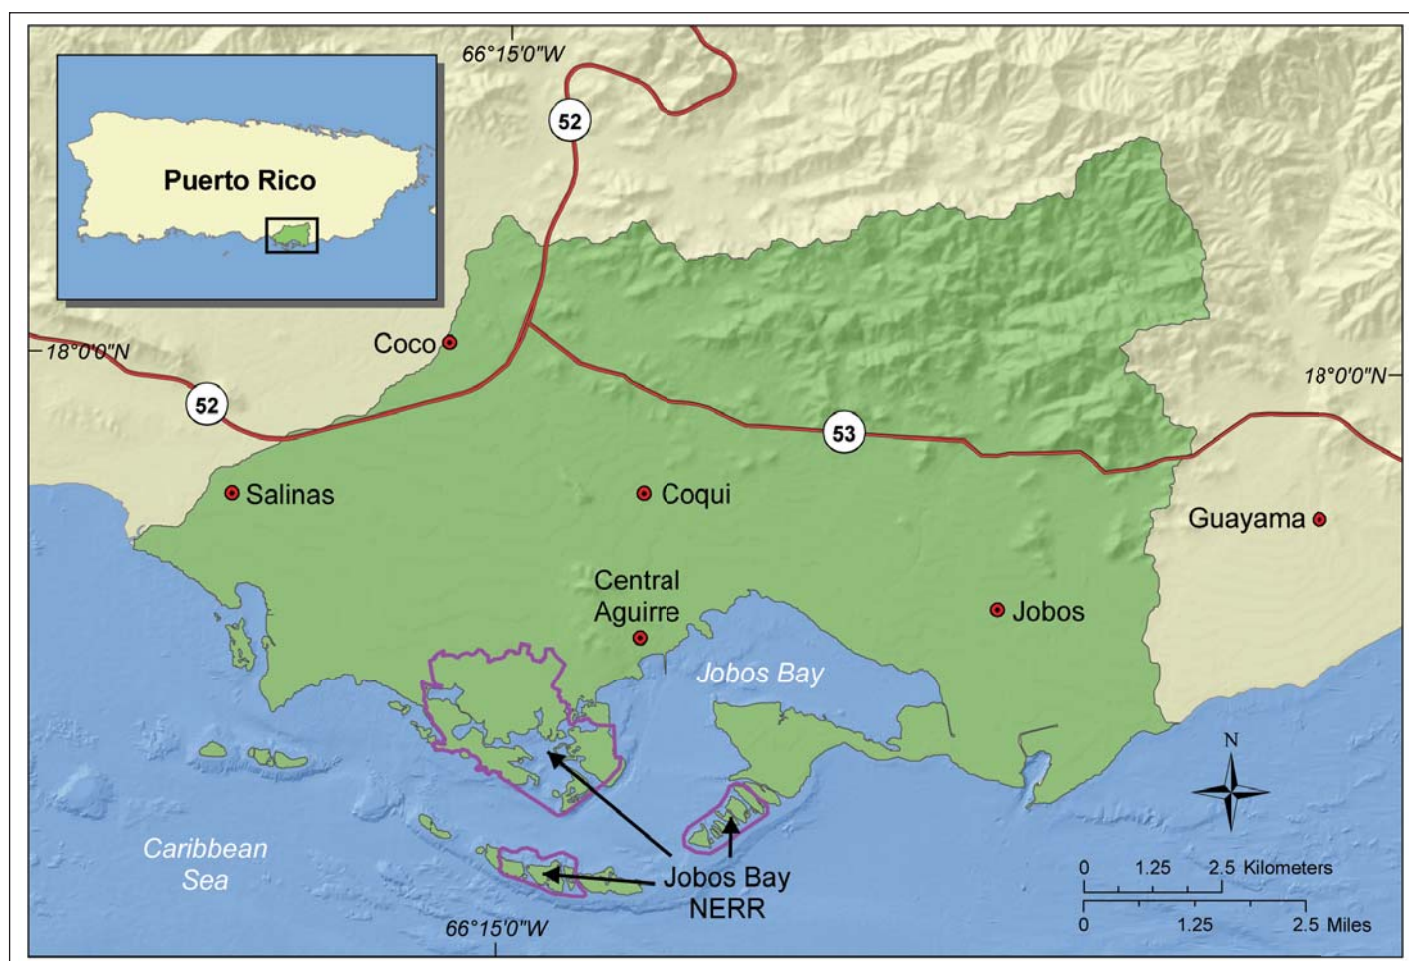 66°15'0"W
Puerto Rico
52
Coco
18°0'0"N
18°0'0"N
52
53
Salinas
Coqui
Guayama
Central
Aguirre
Jobos
Jobos Bay
N
Caribbean
Sea
Jobos Bay
NERR
0 1.25 2.5 Kilometers
0 1.25 2.5 Miles
66°15'0"W